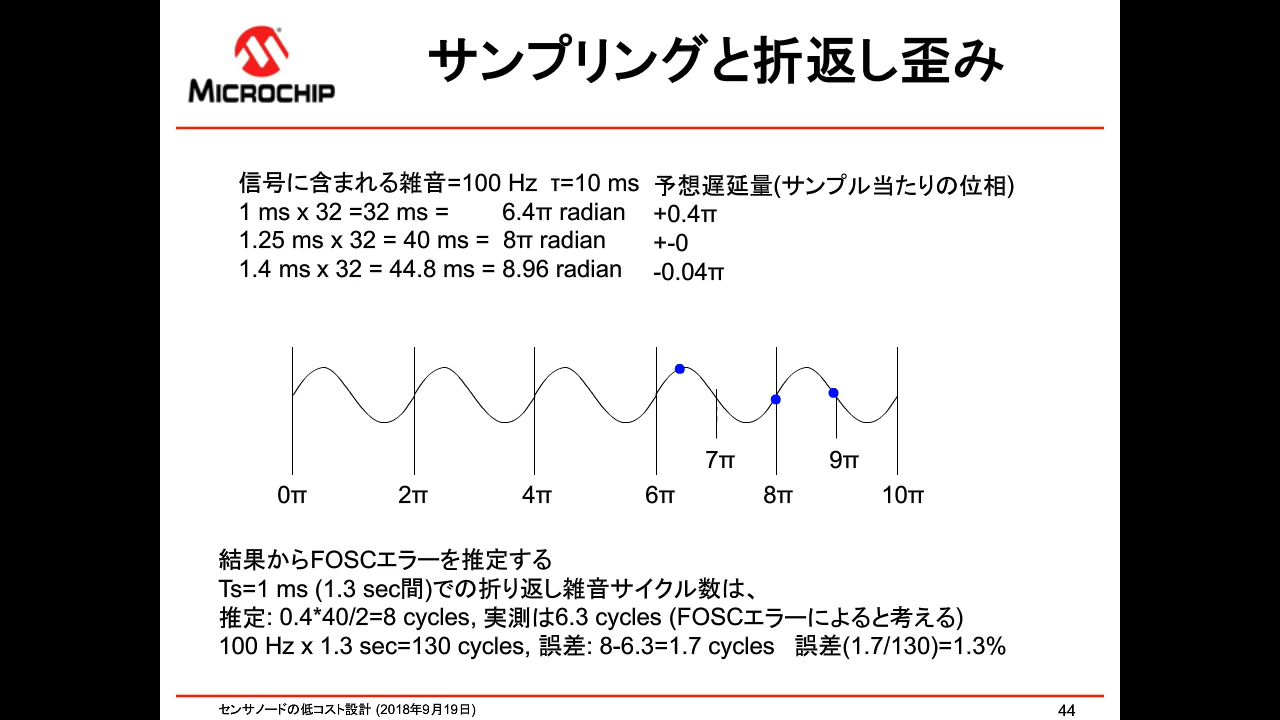 MICROCHIP
サンプリングと折返し歪み
信号に含まれる雑音=100 Hz τ=10 ms
1 ms x 32 =32 ms = 6.4π radian
1.25 ms x 32 = 40 ms = 8π radian
1.4 ms x 32 = 44.8 ms = 8.96 radian
予想遅延量(サンプル当たりの位相)
+0.4π
+-0
-0.04π
7π
9π
0π
2π
4π
6π
8π
10π
結果からFOSCエラーを推定する
Ts=1 ms (1.3 sec間)での折り返し雑音サイクル数は、
推定: 0.4*40/2=8 cycles, 実測は6.3 cycles (FOSCエラーによると考える)
100 Hz x 1.3 sec=130 cycles, 誤差: 8-6.3=1.7 cycles 誤差(1.7/130)=1.3%
センサノードの低コスト設計 (2018年9月19日)
44